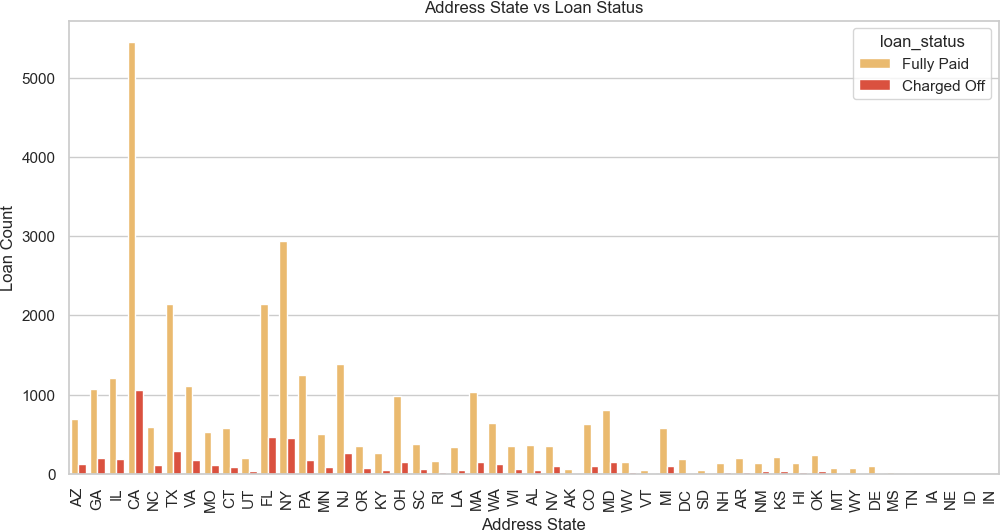 Address State vs Loan Status
loan_status
Fully Paid
Charged Off
Loan Count
5000
4000
3000
2000
1000
0
AZ GA IL CA NC TX VA MO CT UT FL NY PA MN NJ OR KY OH SC RI LA MA WA WI AL NV AK CO MD WV VT MI DC SD NH AR NM KS HI OK MT WY DE MS TN IA NE ID IN
Address State